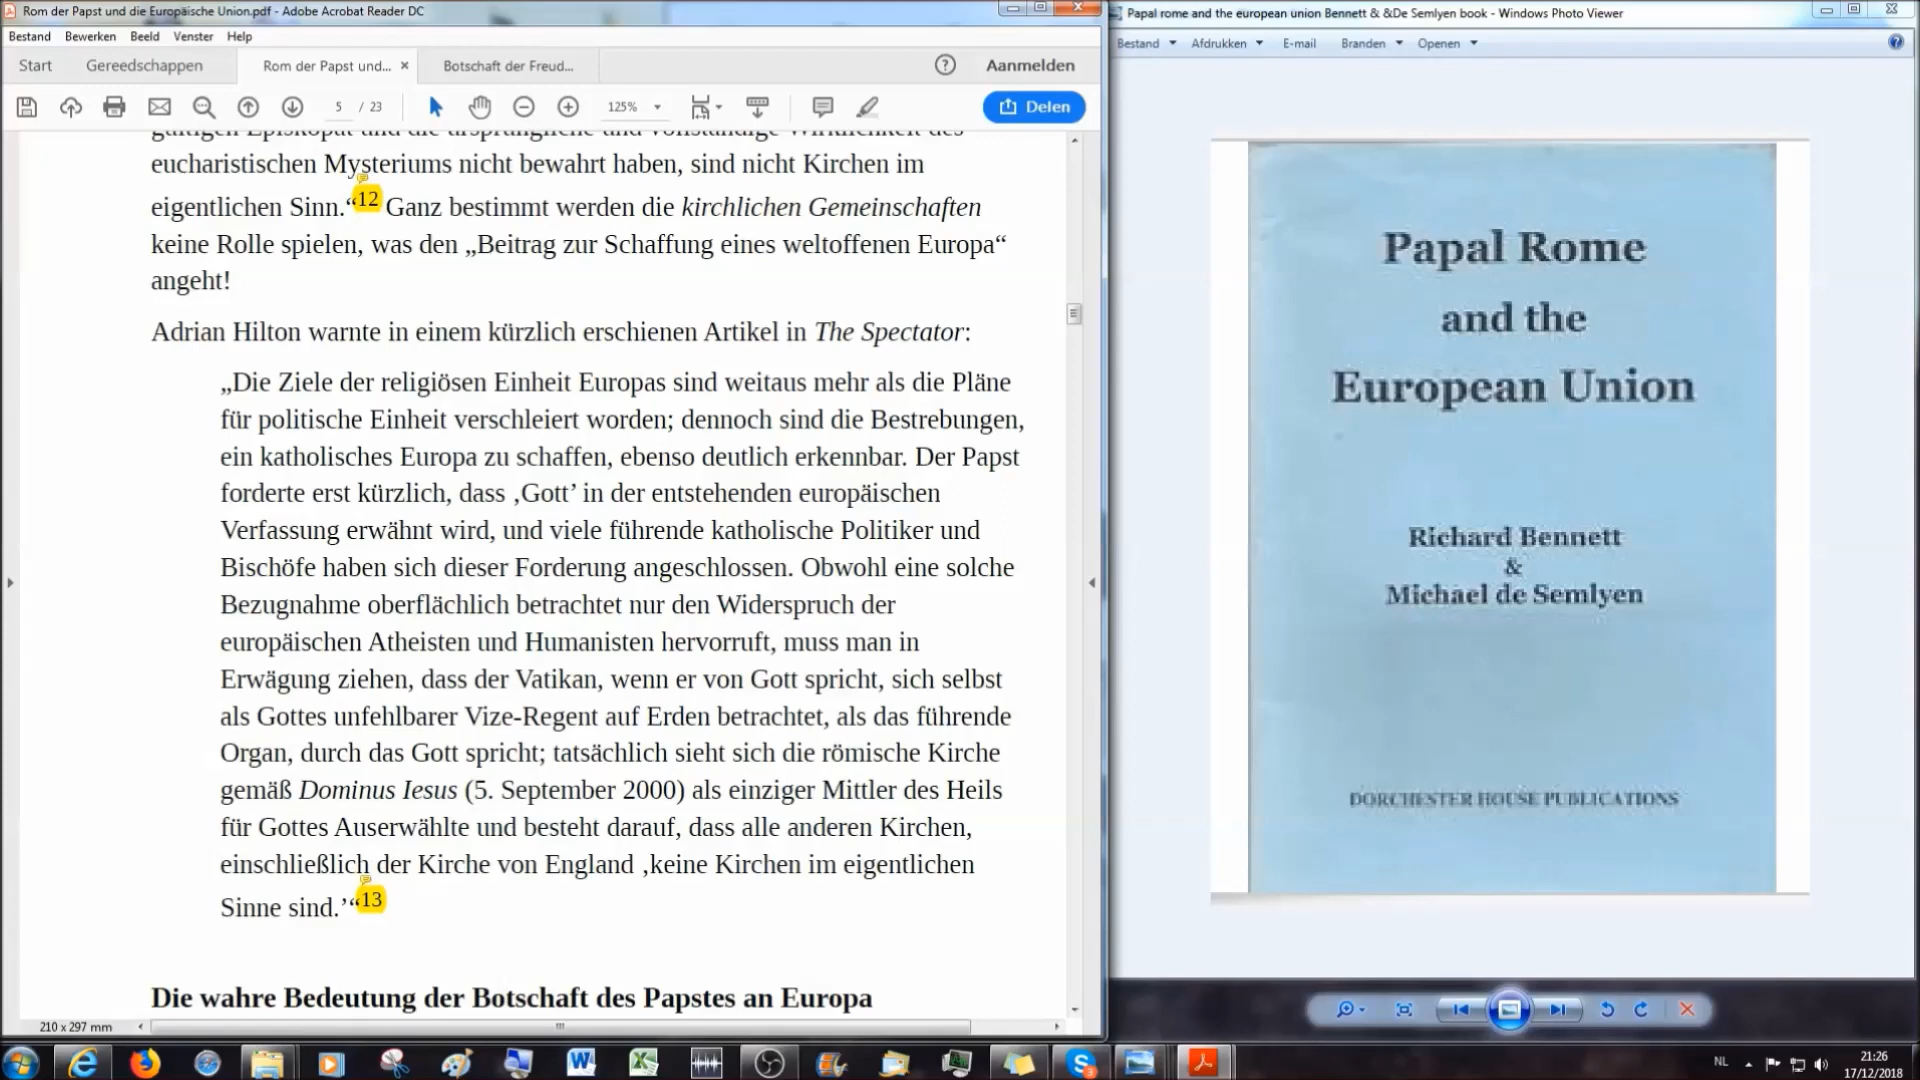 Rom der Papst und die Europäische Union.pdf - Adobe Acrobat Reader DC
Bestand Bewerken Beeld Venster Help
Start Gereedschappen Rom der Papst und... × Botschaft der Freud... Aanmelden
5 / 23 125% Delen
gültigen Episkopat und die ursprüngliche und vollständige Wirklichkeit des
eucharistischen Mysteriums nicht bewahrt haben, sind nicht Kirchen im
eigentlichen Sinn.“12 Ganz bestimmt werden die kirchlichen Gemeinschaften
keine Rolle spielen, was den „Beitrag zur Schaffung eines weltoffenen Europa“
angeht!
Adrian Hilton warnte in einem kürzlich erschienen Artikel in The Spectator:
„Die Ziele der religiösen Einheit Europas sind weitaus mehr als die Pläne
für politische Einheit verschleiert worden; dennoch sind die Bestrebungen,
ein katholisches Europa zu schaffen, ebenso deutlich erkennbar. Der Papst
forderte erst kürzlich, dass ‚Gott’ in der entstehenden europäischen
Verfassung erwähnt wird, und viele führende katholische Politiker und
Bischöfe haben sich dieser Forderung angeschlossen. Obwohl eine solche
Bezugnahme oberflächlich betrachtet nur den Widerspruch der
europäischen Atheisten und Humanisten hervorruft, muss man in
Erwägung ziehen, dass der Vatikan, wenn er von Gott spricht, sich selbst
als Gottes unfehlbarer Vize-Regent auf Erden betrachtet, als das führende
Organ, durch das Gott spricht; tatsächlich sieht sich die römische Kirche
gemäß Dominus Iesus (5. September 2000) als einziger Mittler des Heils
für Gottes Auserwählte und besteht darauf, dass alle anderen Kirchen,
einschließlich der Kirche von England ‚keine Kirchen im eigentlichen
Sinne sind.’“13
Die wahre Bedeutung der Botschaft des Papstes an Europa
210 x 297 mm
Papal rome and the european union Bennett & &De Semlyen book - Windows Photo Viewer
Bestand Afdrukken E-mail Branden Openen
Papal Rome
and the
European Union
Richard Bennett
&
Michael de Semlyen
DORCHESTER HOUSE PUBLICATIONS
NL
21:26
17/12/2018